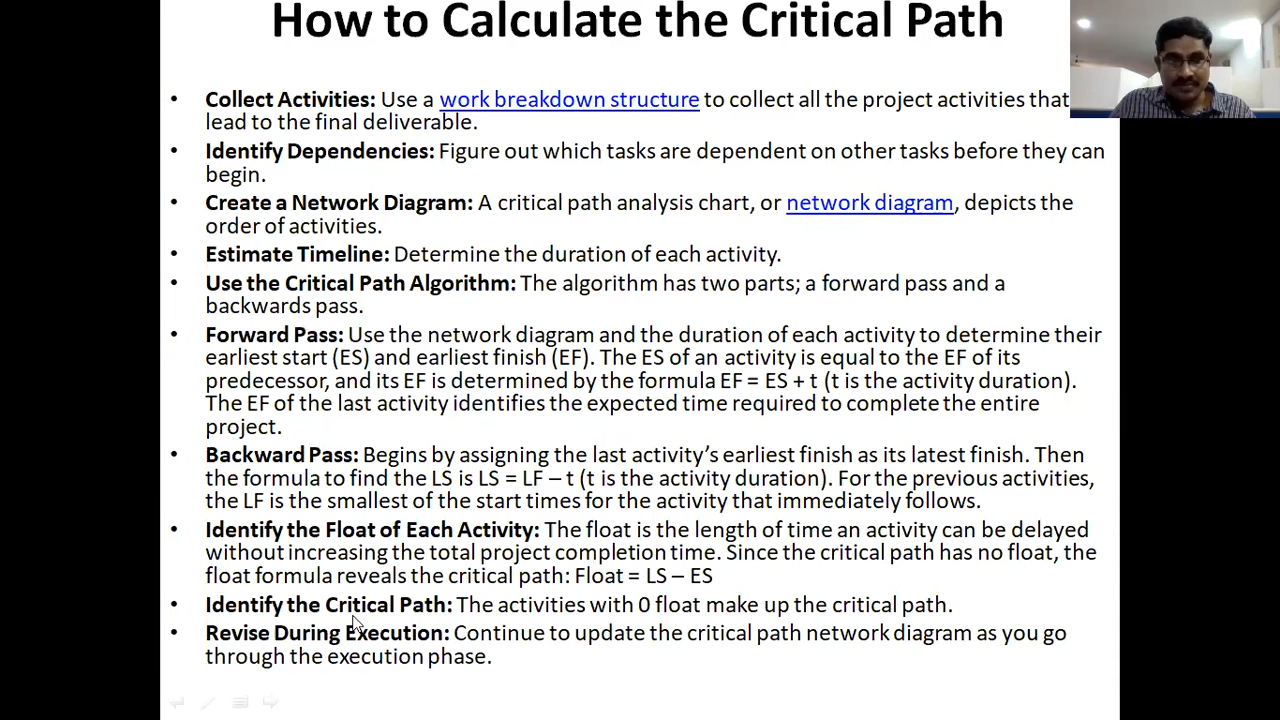 How to Calculate the Critical Path
• Collect Activities: Use a work breakdown structure to collect all the project activities that
lead to the final deliverable.
• Identify Dependencies: Figure out which tasks are dependent on other tasks before they can
begin.
• Create a Network Diagram: A critical path analysis chart, or network diagram, depicts the
order of activities.
• Estimate Timeline: Determine the duration of each activity.
• Use the Critical Path Algorithm: The algorithm has two parts; a forward pass and a
backwards pass.
• Forward Pass: Use the network diagram and the duration of each activity to determine their
earliest start (ES) and earliest finish (EF). The ES of an activity is equal to the EF of its
predecessor, and its EF is determined by the formula EF = ES + t (t is the activity duration).
The EF of the last activity identifies the expected time required to complete the entire
project.
• Backward Pass: Begins by assigning the last activity’s earliest finish as its latest finish. Then
the formula to find the LS is LS = LF – t (t is the activity duration). For the previous activities,
the LF is the smallest of the start times for the activity that immediately follows.
• Identify the Float of Each Activity: The float is the length of time an activity can be delayed
without increasing the total project completion time. Since the critical path has no float, the
float formula reveals the critical path: Float = LS – ES
• Identify the Critical Path: The activities with 0 float make up the critical path.
• Revise During Execution: Continue to update the critical path network diagram as you go
through the execution phase.